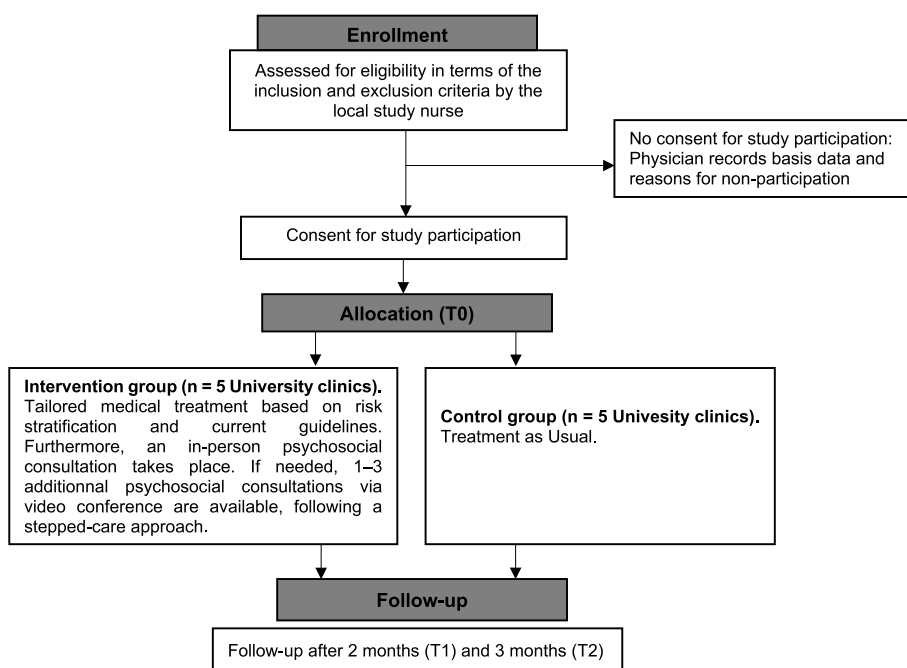 Enrollment
Assessed for eligibility in terms of the
inclusion and exclusion criteria by the
local study nurse
No consent for study participation:
Physician records basis data and
reasons for non-participation
Consent for study participation
Allocation (T0)
Intervention group (n = 5 University clinics).
Tailored medical treatment based on risk
stratification and current guidelines.
Furthermore, an in-person psychosocial
consultation takes place. If needed, 1–3
additionnal psychosocial consultations via
video conference are available, following a
stepped-care approach.
Control group (n = 5 Univesity clinics).
Treatment as Usual.
Follow-up
Follow-up after 2 months (T1) and 3 months (T2)